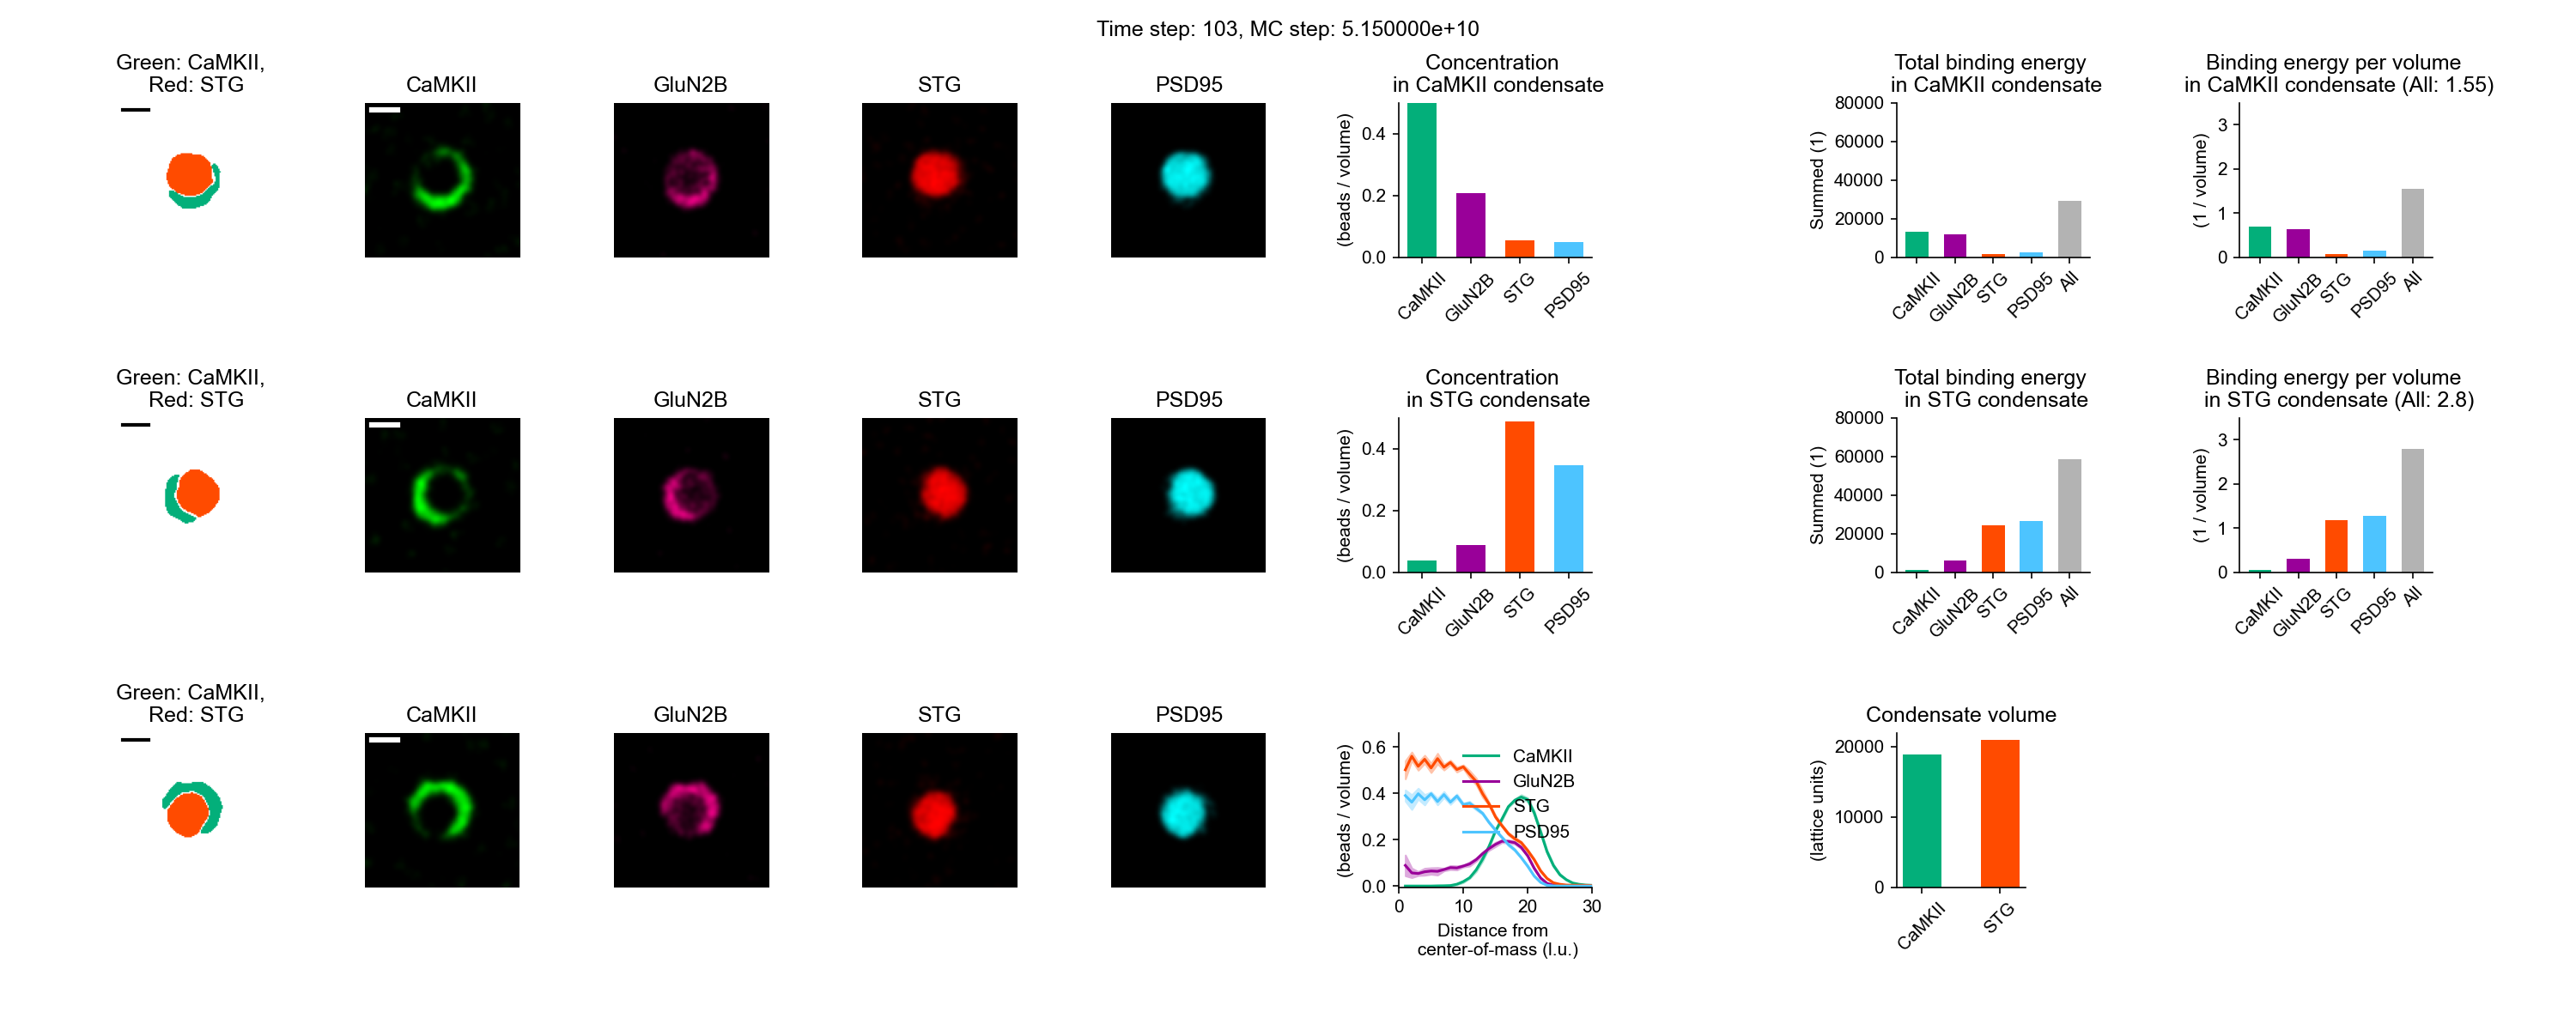 Time step: 103, MC step: 5.150000e+10
Green: CaMKII,
Red: STG
CaMKII
GluN2B
STG
PSD95
Concentration
in CaMKII condensate
(beads / volume)
0.4
0.2
0.0
CaMKII
GluN2B
STG
PSD95
Total binding energy
in CaMKII condensate
Summed (1)
80000
60000
40000
20000
0
CaMKII
GluN2B
STG
PSD95
All
Binding energy per volume
in CaMKII condensate (All: 1.55)
(1 / volume)
3
2
1
0
CaMKII
GluN2B
STG
PSD95
All
Green: CaMKII,
Red: STG
CaMKII
GluN2B
STG
PSD95
Concentration
in STG condensate
(beads / volume)
0.4
0.2
0.0
CaMKII
GluN2B
STG
PSD95
Total binding energy
in STG condensate
Summed (1)
80000
60000
40000
20000
0
CaMKII
GluN2B
STG
PSD95
All
Binding energy per volume
in STG condensate (All: 2.8)
(1 / volume)
3
2
1
0
CaMKII
GluN2B
STG
PSD95
All
Green: CaMKII,
Red: STG
CaMKII
GluN2B
STG
PSD95
(beads / volume)
0.6
0.4
0.2
0.0
CaMKII
GluN2B
STG
PSD95
0 10 20 30
Distance from
center-of-mass (l.u.)
Condensate volume
(lattice units)
20000
10000
0
CaMKII
STG